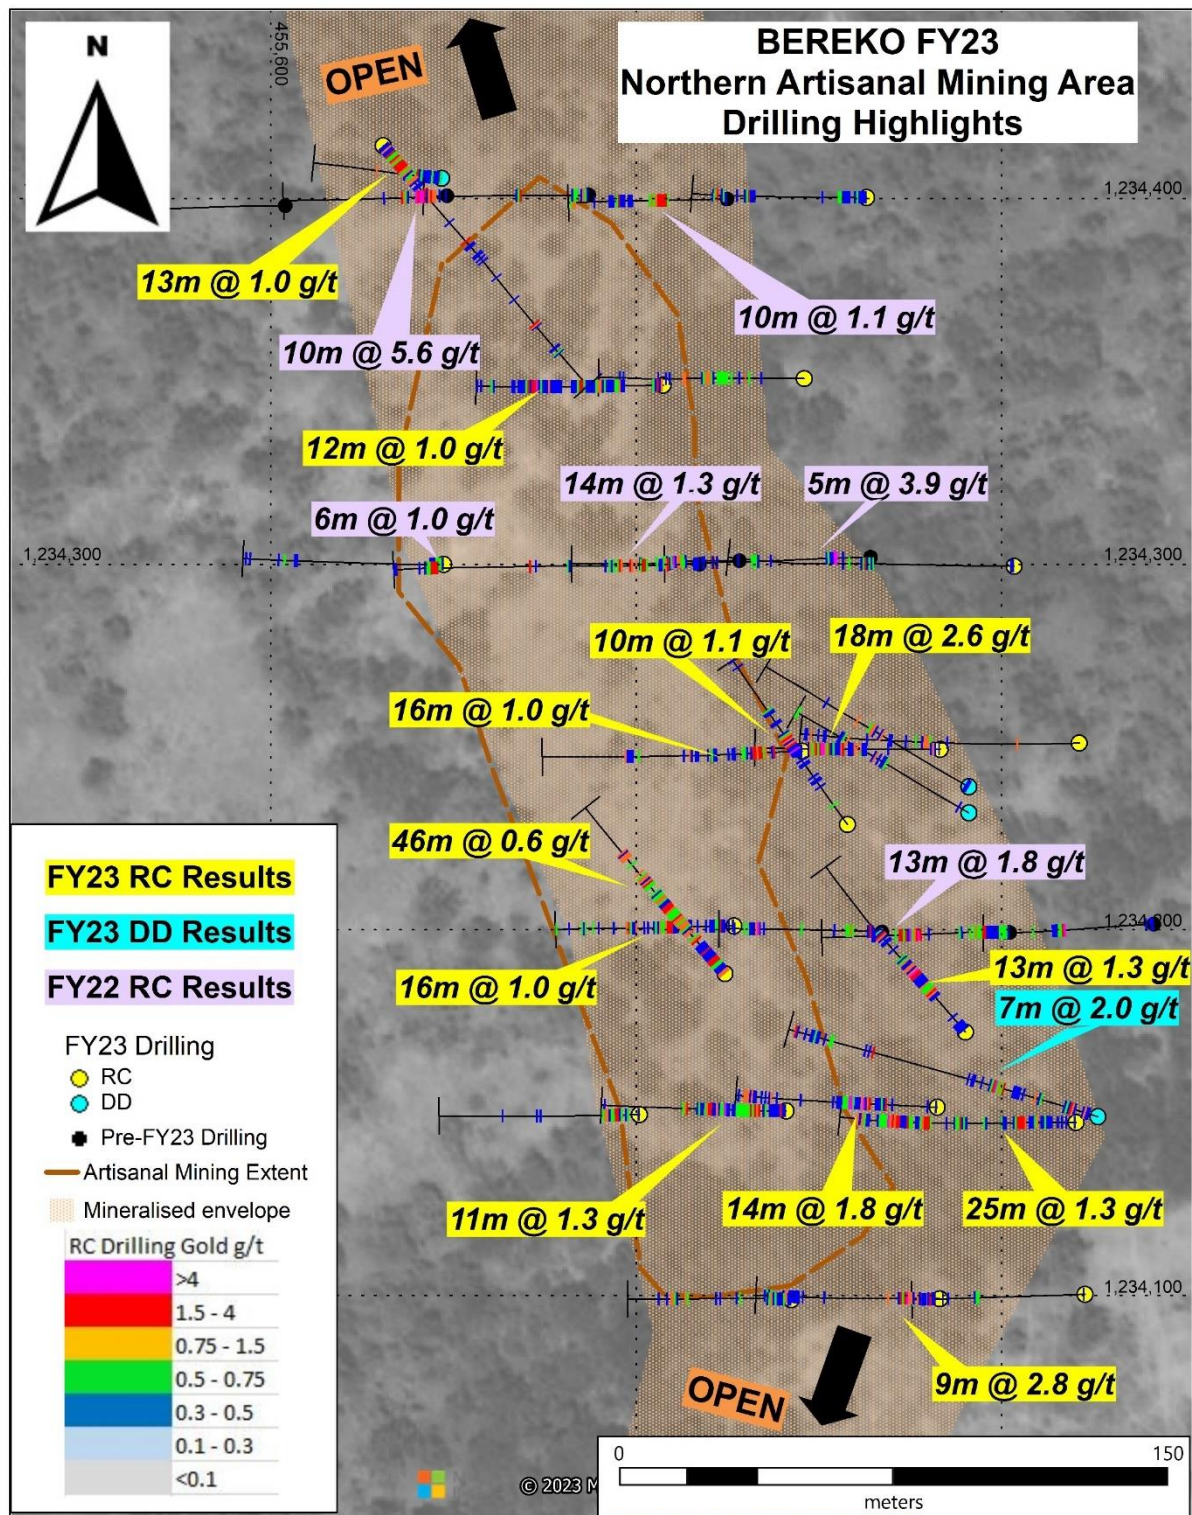 BEREKO FY23
Northern Artisanal Mining Area
Drilling Highlights
N
455,600
OPEN
1,234,400
13m @ 1.0 g/t
10m @ 5.6 g/t
10m @ 1.1 g/t
12m @ 1.0 g/t
14m @ 1.3 g/t
5m @ 3.9 g/t
6m @ 1.0 g/t
1,234,300
1,234,300
10m @ 1.1 g/t
18m @ 2.6 g/t
16m @ 1.0 g/t
46m @ 0.6 g/t
13m @ 1.8 g/t
1,234,200
16m @ 1.0 g/t
13m @ 1.3 g/t
7m @ 2.0 g/t
11m @ 1.3 g/t
14m @ 1.8 g/t
25m @ 1.3 g/t
1,234,100
9m @ 2.8 g/t
OPEN
FY23 RC Results
FY23 DD Results
FY22 RC Results
FY23 Drilling
RC
DD
Pre-FY23 Drilling
Artisanal Mining Extent
Mineralised envelope
RC Drilling Gold g/t
>4
1.5 - 4
0.75 - 1.5
0.5 - 0.75
0.3 - 0.5
0.1 - 0.3
<0.1
© 2023 M
0 150
meters